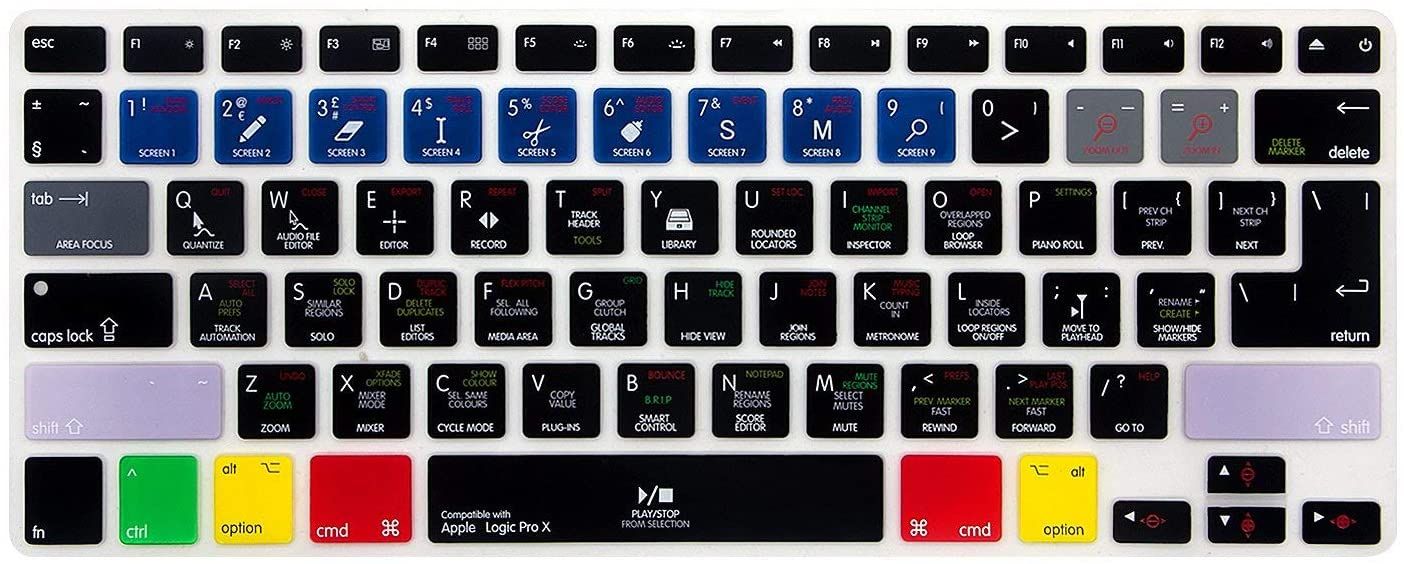 esc
F1
F2
F3
F4
F5
F6
F7
F8
F9
F10
F11
F12
± ~
§ `
1 !
SCREEN 1
2 @
€
SCREEN 2
3 £
#
SCREEN 3
4 $
SCREEN 4
5 %
SCREEN 5
6 ^
SCREEN 6
7 & EVENT
S
SCREEN 7
8 *
M
SCREEN 8
9 (
SCREEN 9
0 )
>
- —
ZOOM OUT
= +
ZOOM IN
DELETE
MARKER
delete
tab
AREA FOCUS
Q QUIT
QUANTIZE
W CLOSE
AUDIO FILE
EDITOR
E EXPORT
EDITOR
R REPEAT
RECORD
T SPLIT
TRACK
HEADER
TOOLS
Y
LIBRARY
U SET LOC.
ROUNDED
LOCATORS
I IMPORT
CHANNEL
STRIP
MONITOR
INSPECTOR
O OPEN
OVERLAPPED
REGIONS
LOOP
BROWSER
P SETTINGS
PIANO ROLL
[ {
PREV CH
STRIP
PREV.
] }
NEXT CH
STRIP
NEXT
\ |
caps lock
A SELECT
ALL
AUTO
PREFS
TRACK
AUTOMATION
S SOLO
LOCK
SIMILAR
REGIONS
SOLO
D DUPLIC
TRACK
DELETE
DUPLICATES
LIST
EDITORS
F FLEX PITCH
SEL. ALL
FOLLOWING
MEDIA AREA
G GRID
GROUP
CLUTCH
GLOBAL
TRACKS
H HIDE
TRACK
HIDE VIEW
J JOIN
NOTES
JOIN
REGIONS
K MUSIC
TYPING
COUNT
IN
METRONOME
L
INSIDE
LOCATORS
LOOP REGIONS
ON/OFF
; :
MOVE TO
PLAYHEAD
' "
RENAME
CREATE
SHOW/HIDE
MARKERS
\ |
return
` ~
shift
Z UNDO
AUTO
ZOOM
ZOOM
X XFADE
OPTIONS
MIXER
MODE
MIXER
C SHOW
COLOUR
SEL. SAME
COLOURS
CYCLE MODE
V
COPY
VALUE
PLUG-INS
B BOUNCE
B.R.I.P
SMART
CONTROL
N NOTEPAD
RENAME
REGIONS
SCORE
EDITOR
M MUTE
REGIONS
SELECT
MUTES
MUTE
, < PREFS.
PREV MARKER
FAST
REWIND
. > LAST
PLAY POS.
NEXT MARKER
FAST
FORWARD
/ ? HELP
GO TO
shift
fn
^
ctrl
alt
option
cmd ⌘
Compatible with
Apple Logic Pro X
PLAY/STOP
FROM SELECTION
⌘ cmd
alt
option